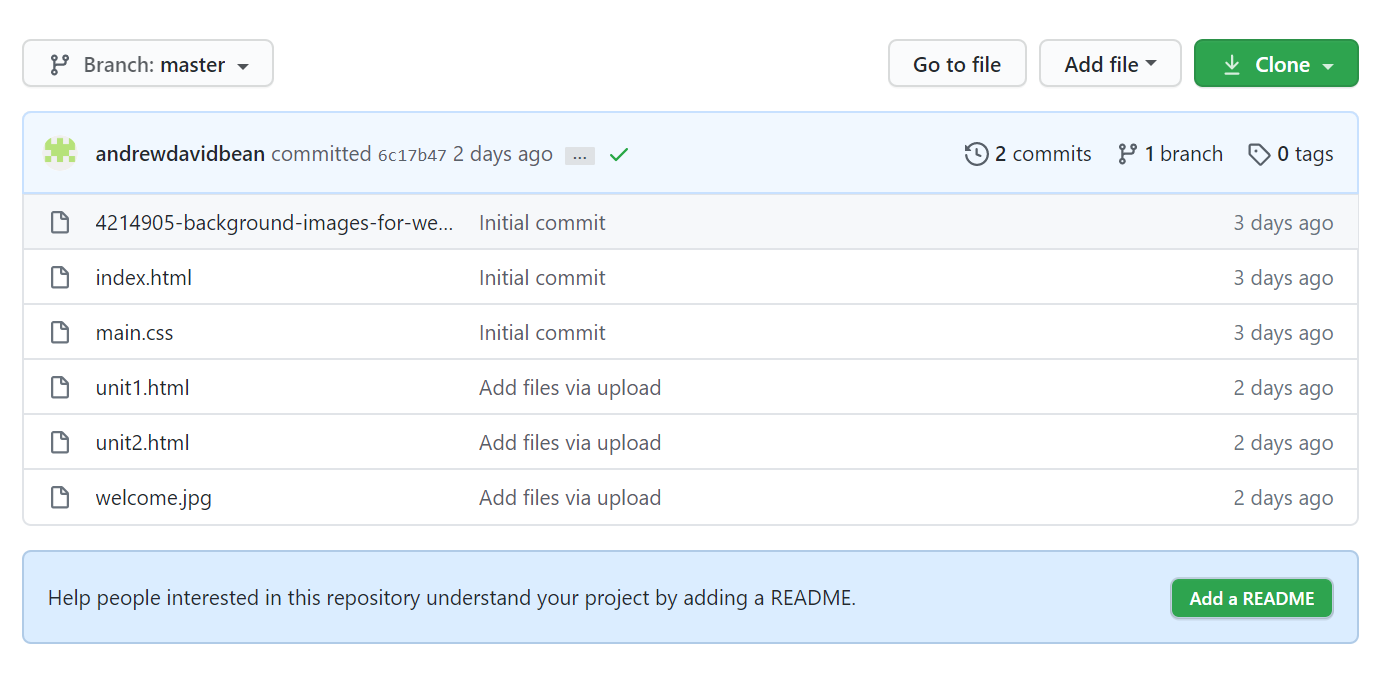 Branch: master Go to file Add file Clone
andrewdavidbean committed 6c17b47 2 days ago ... 2 commits 1 branch 0 tags
4214905-background-images-for-we... Initial commit 3 days ago
index.html Initial commit 3 days ago
main.css Initial commit 3 days ago
unit1.html Add files via upload 2 days ago
unit2.html Add files via upload 2 days ago
welcome.jpg Add files via upload 2 days ago
Help people interested in this repository understand your project by adding a README. Add a README